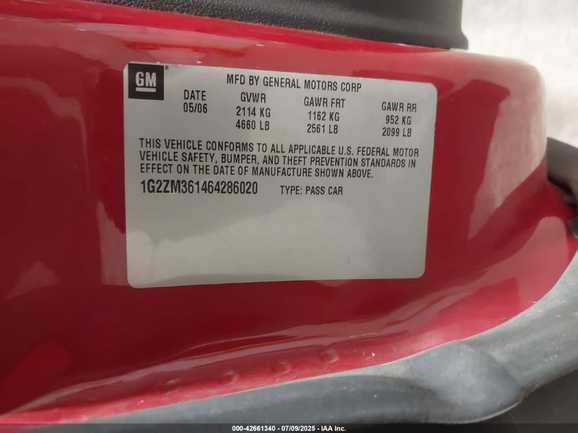 GM
MFD BY GENERAL MOTORS CORP
DATE GVWR GAWR FRT GAWR RR
05/06 2114 KG 1162 KG 952 KG
4660 LB 2561 LB 2099 LB
THIS VEHICLE CONFORMS TO ALL APPLICABLE U.S. FEDERAL MOTOR
VEHICLE SAFETY, BUMPER, AND THEFT PREVENTION STANDARDS IN
EFFECT ON THE DATE OF MANUFACTURE SHOWN ABOVE.
1G2ZM361464286020 TYPE: PASS CAR
000-42661340 - 07/09/2025 - IAA Inc.